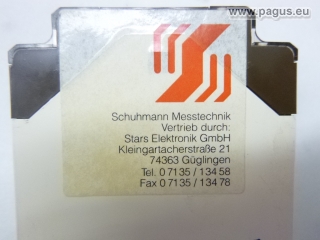 www.pagus.eu
Schuhmann Messtechnik
Vertrieb durch:
Stars Elektronik GmbH
Kleingartacherstraße 21
74363 Güglingen
Tel. 0 7135 / 134 58
Fax 0 7135 / 134 78